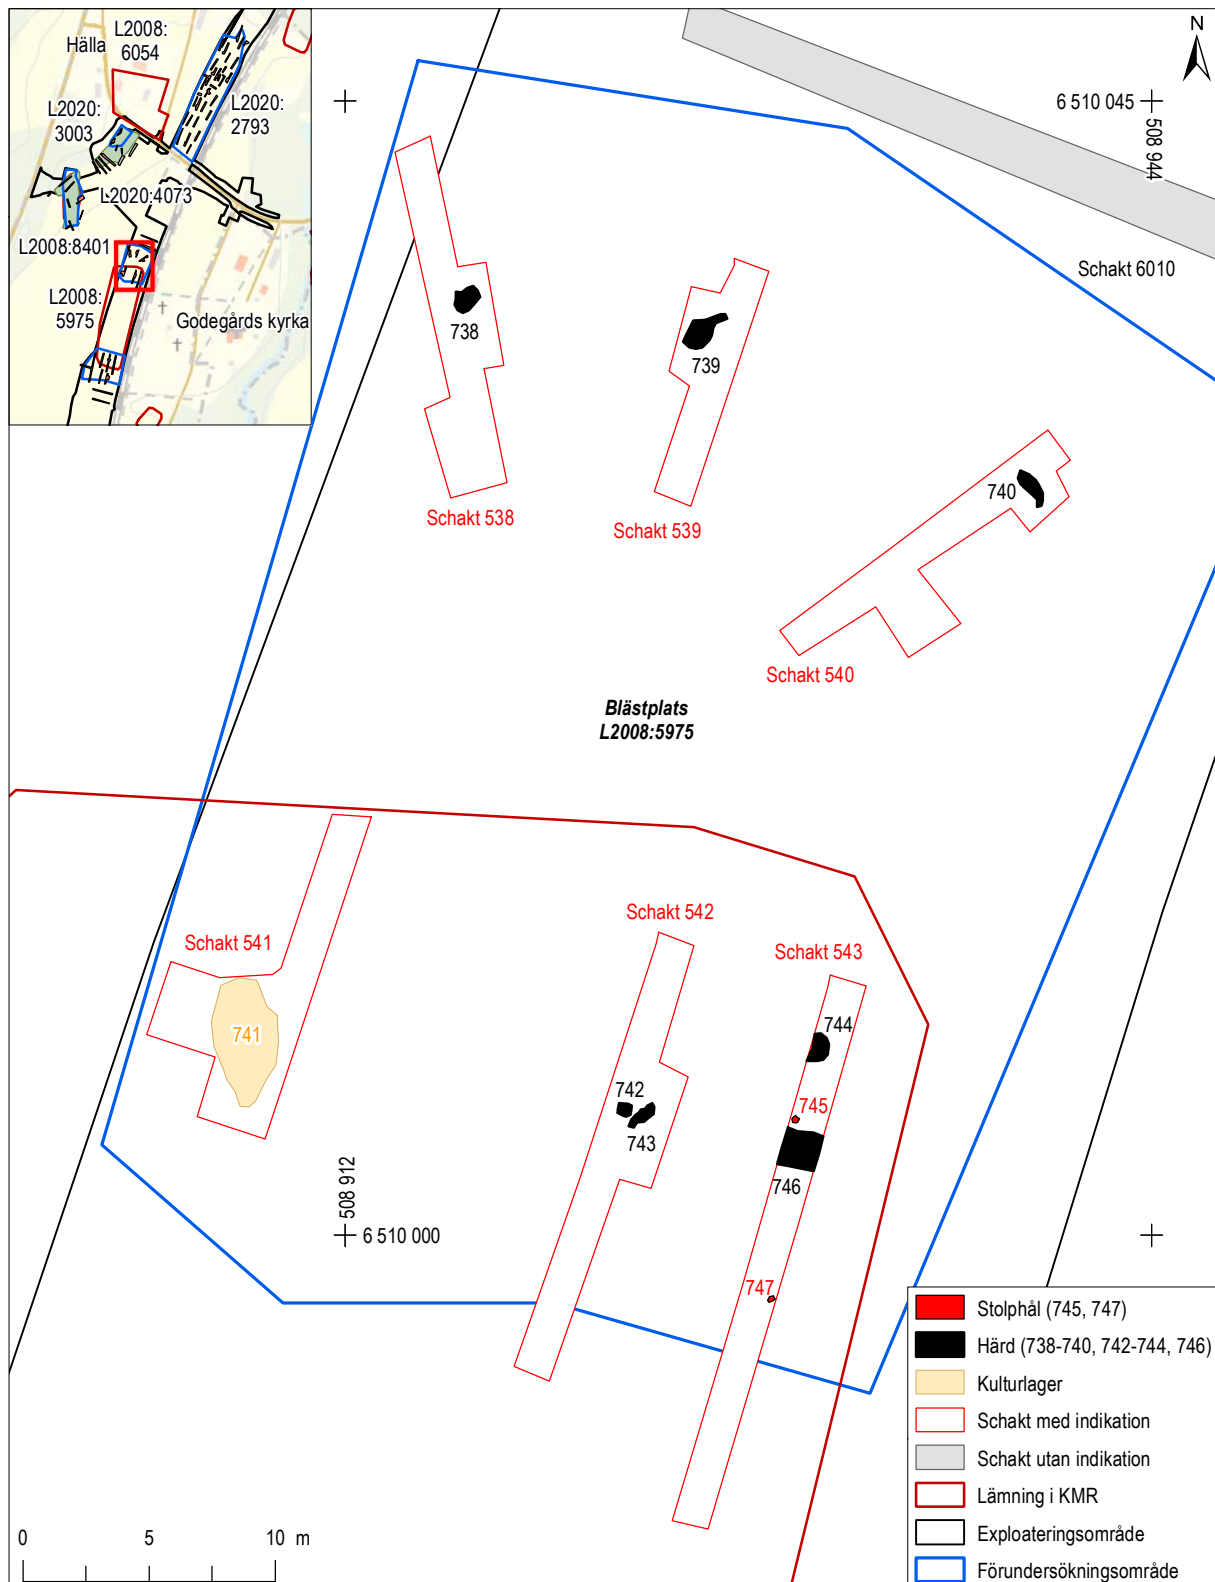 Hälla
L2008:
6054
L2020:
3003
L2020:
2793
L2020:4073
L2008:8401
L2008:
5975
Godegårds kyrka
N
6 510 045
508 944
Schakt 6010
738
739
740
Schakt 538
Schakt 539
Schakt 540
Blästplats
L2008:5975
Schakt 541
Schakt 542
Schakt 543
741
742
743
744
745
746
747
508 912
6 510 000
Stolphål (745, 747)
Härd (738-740, 742-744, 746)
Kulturlager
Schakt med indikation
Schakt utan indikation
Lämning i KMR
Exploateringsområde
Förundersökningsområde
0 5 10 m